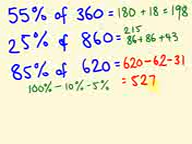 55% of 360 = 180 + 18 = 198
25% of 860 = 86 + 86 + 43
215
85% of 620 = 620 - 62 - 31
100% - 10% - 5%
= 527